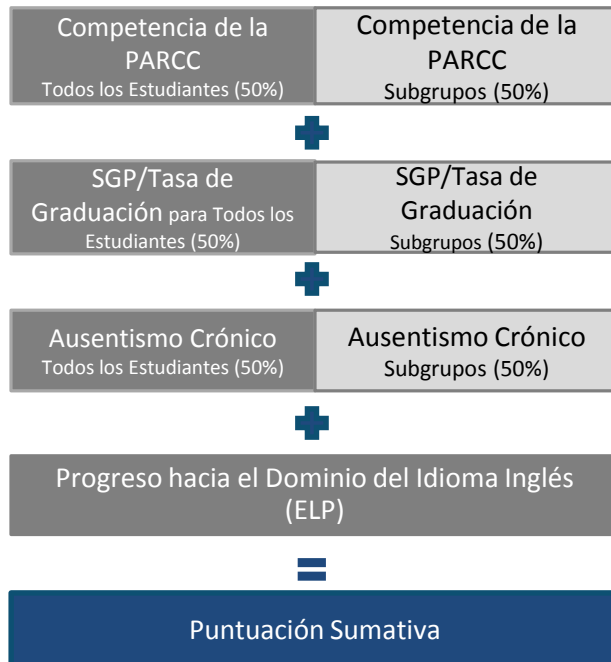 Competencia de la
PARCC
Todos los Estudiantes (50%)
Competencia de la
PARCC
Subgrupos (50%)
+
SGP/Tasa de
Graduación para Todos los
Estudiantes (50%)
SGP/Tasa de
Graduación
Subgrupos (50%)
+
Ausentismo Crónico
Todos los Estudiantes (50%)
Ausentismo Crónico
Subgrupos (50%)
+
Progreso hacia el Dominio del Idioma Inglés
(ELP)
=
Puntuación Sumativa